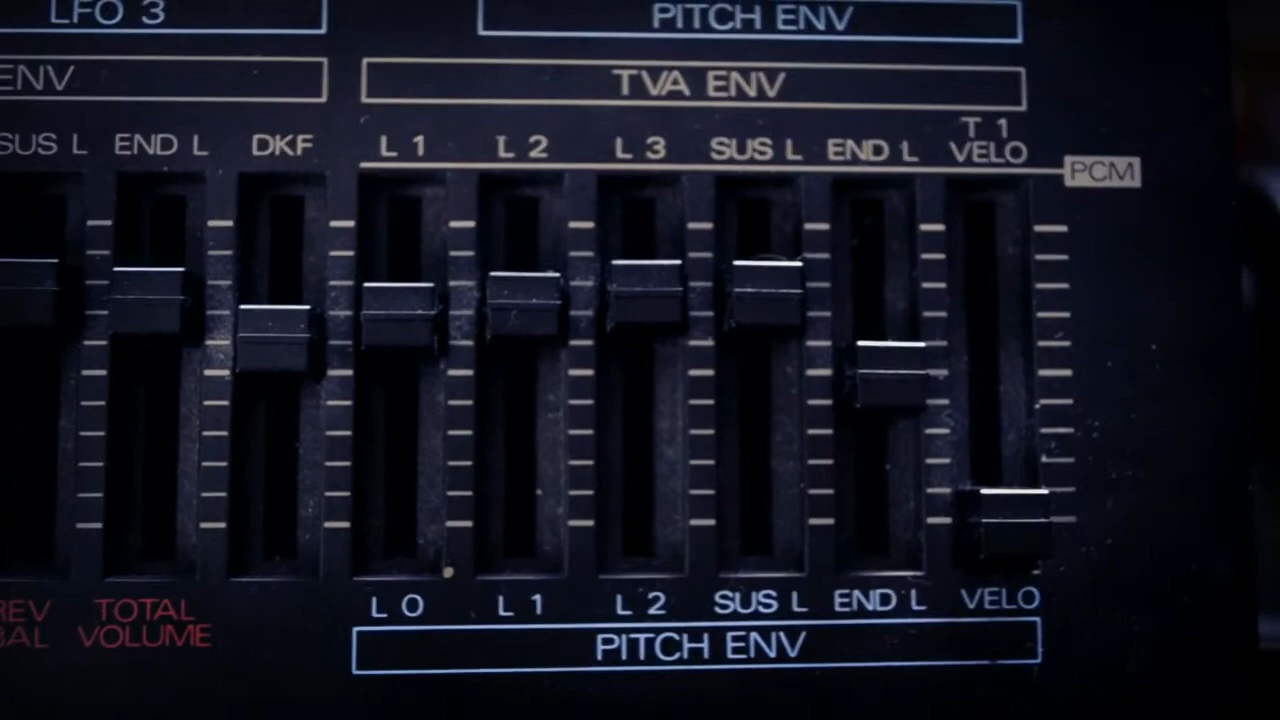 LFO 3
PITCH ENV
ENV
TVA ENV
SUS L END L DKF L 1 L 2 L 3 SUS L END L T 1 VELO
PCM
REV BAL
TOTAL VOLUME
L 0 L 1 L 2 SUS L END L VELO
PITCH ENV